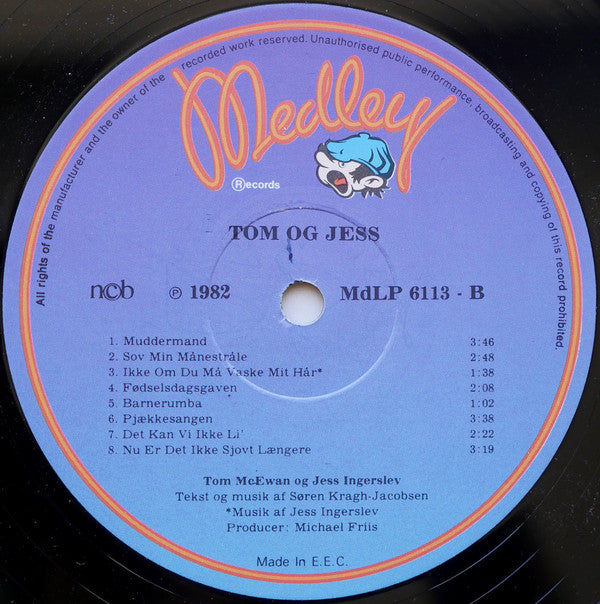 All rights of the manufacturer and the owner of the recorded work reserved. Unauthorised public performance, broadcasting and copying of this record prohibited.
Medley
Ⓡecords
TOM OG JESS
ncb ℗ 1982 MdLP 6113 - B
1. Muddermand 3:46
2. Sov Min Månestråle 2:48
3. Ikke Om Du Må Vaske Mit Hår* 1:38
4. Fødselsdagsgaven 2:08
5. Barnerumba 1:02
6. Pjækkesangen 3:38
7. Det Kan Vi Ikke Li' 2:22
8. Nu Er Det Ikke Sjovt Længere 3:19
Tom McEwan og Jess Ingerslev
Tekst og musik af Søren Kragh-Jacobsen
*Musik af Jess Ingerslev
Producer: Michael Friis
Made In E.E.C.